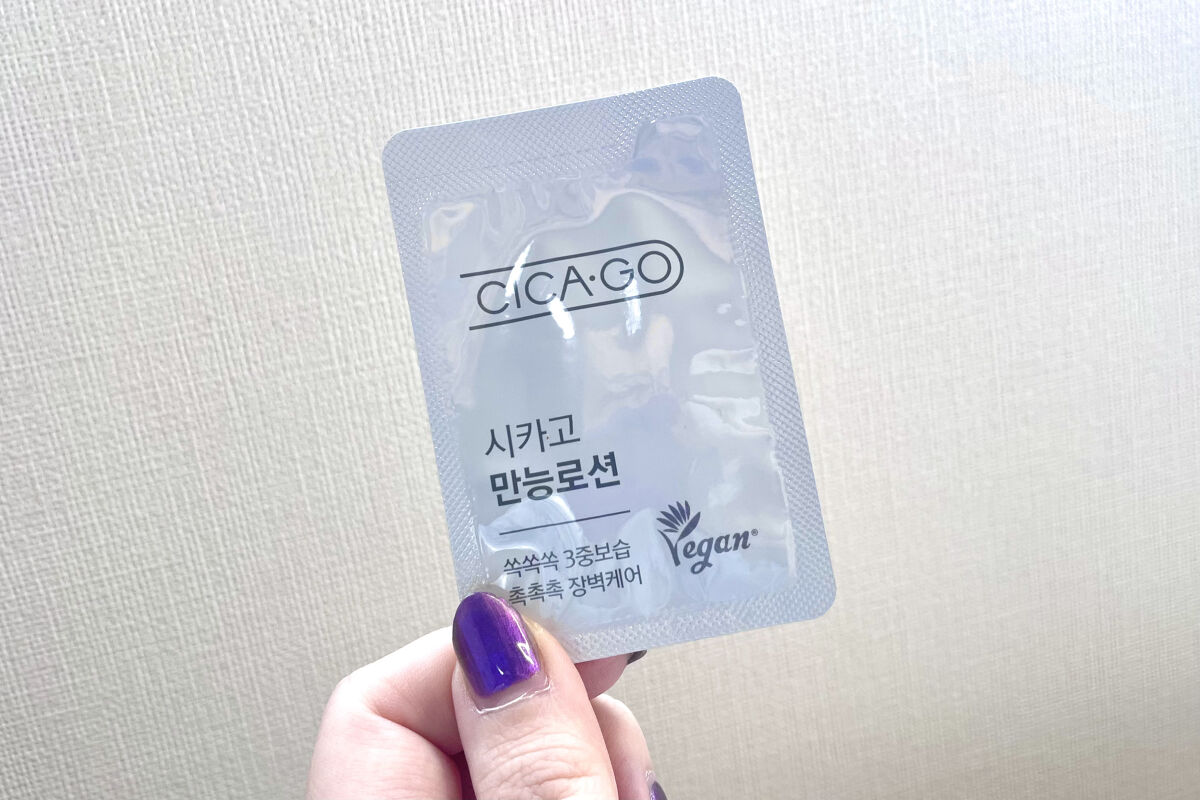 CICA·GO
시카고
만능로션
쏙쏙쏙 3중보습
촉촉촉 장벽케어
Vegan®